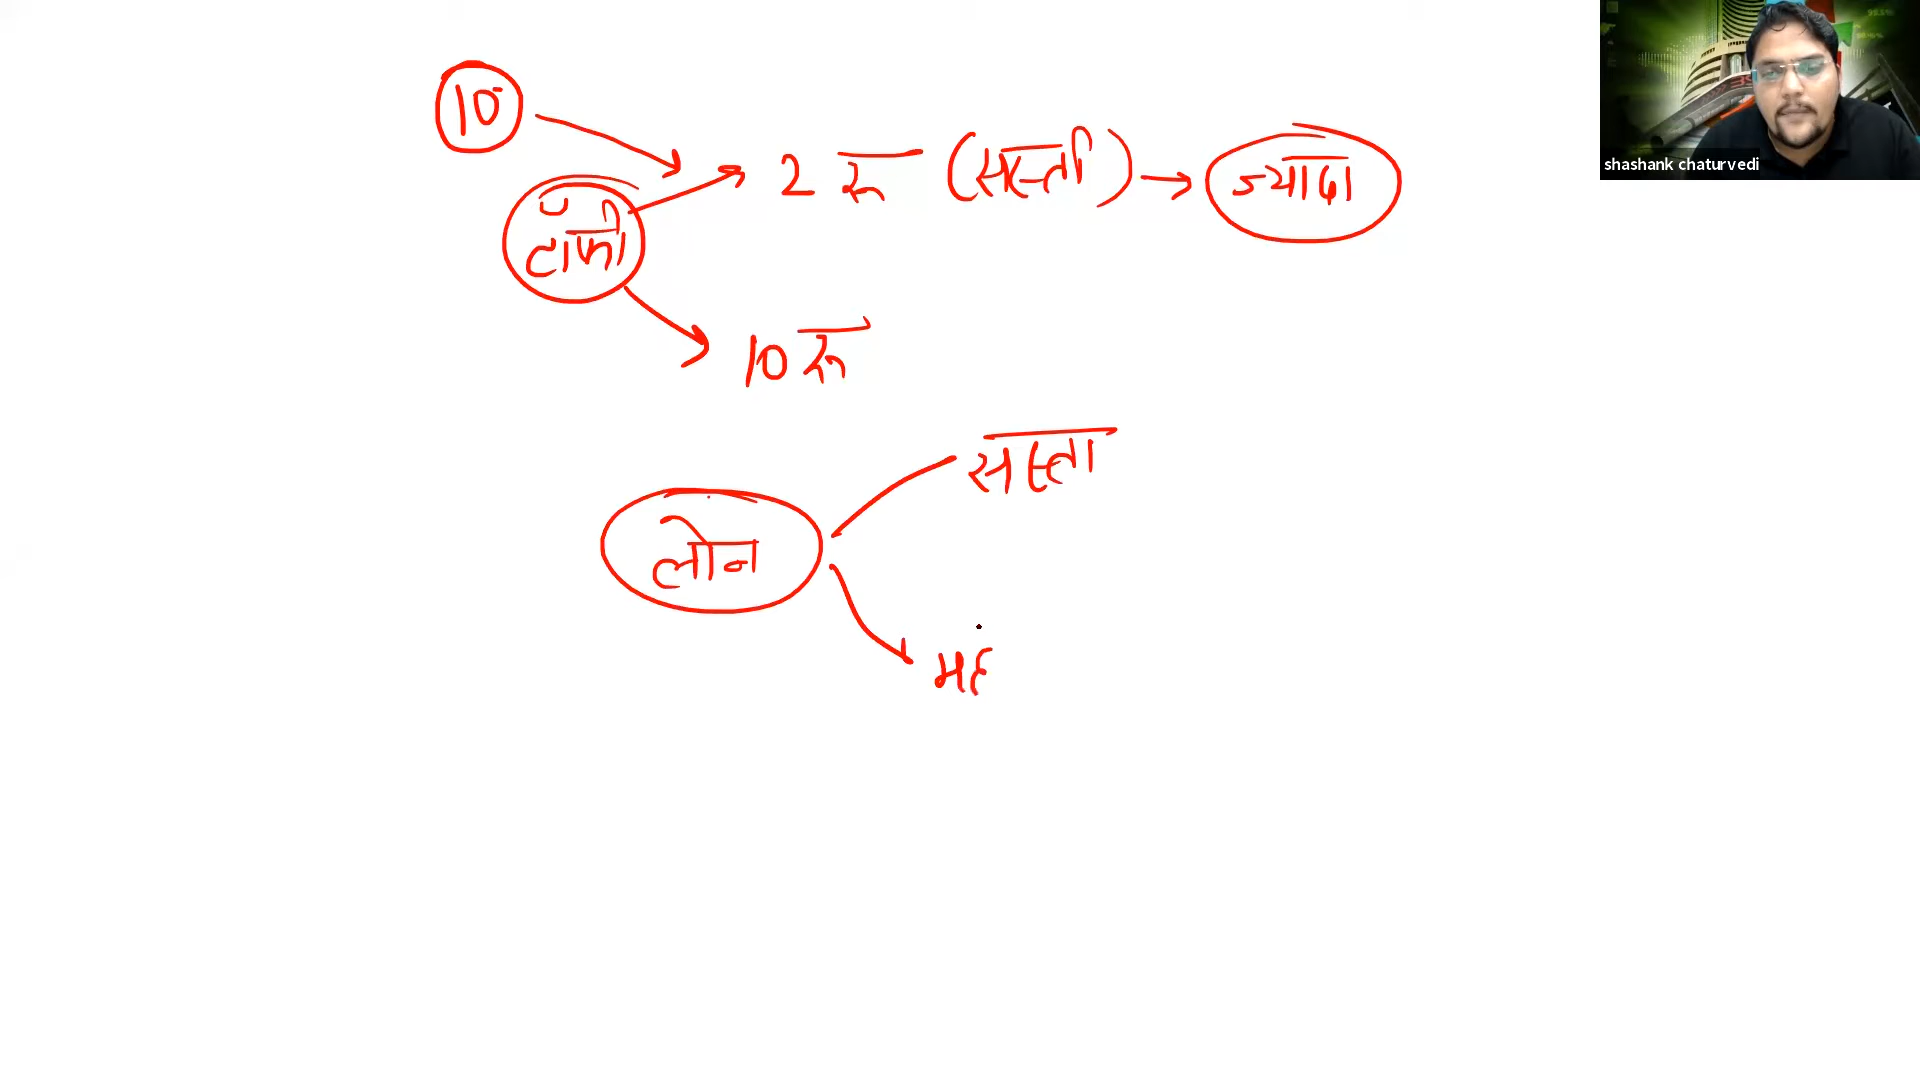 10
shashank chaturvedi
2 रू (सस्ती) → ज्यादा
टॉफी
10 रू
सस्ता
लोन
मह